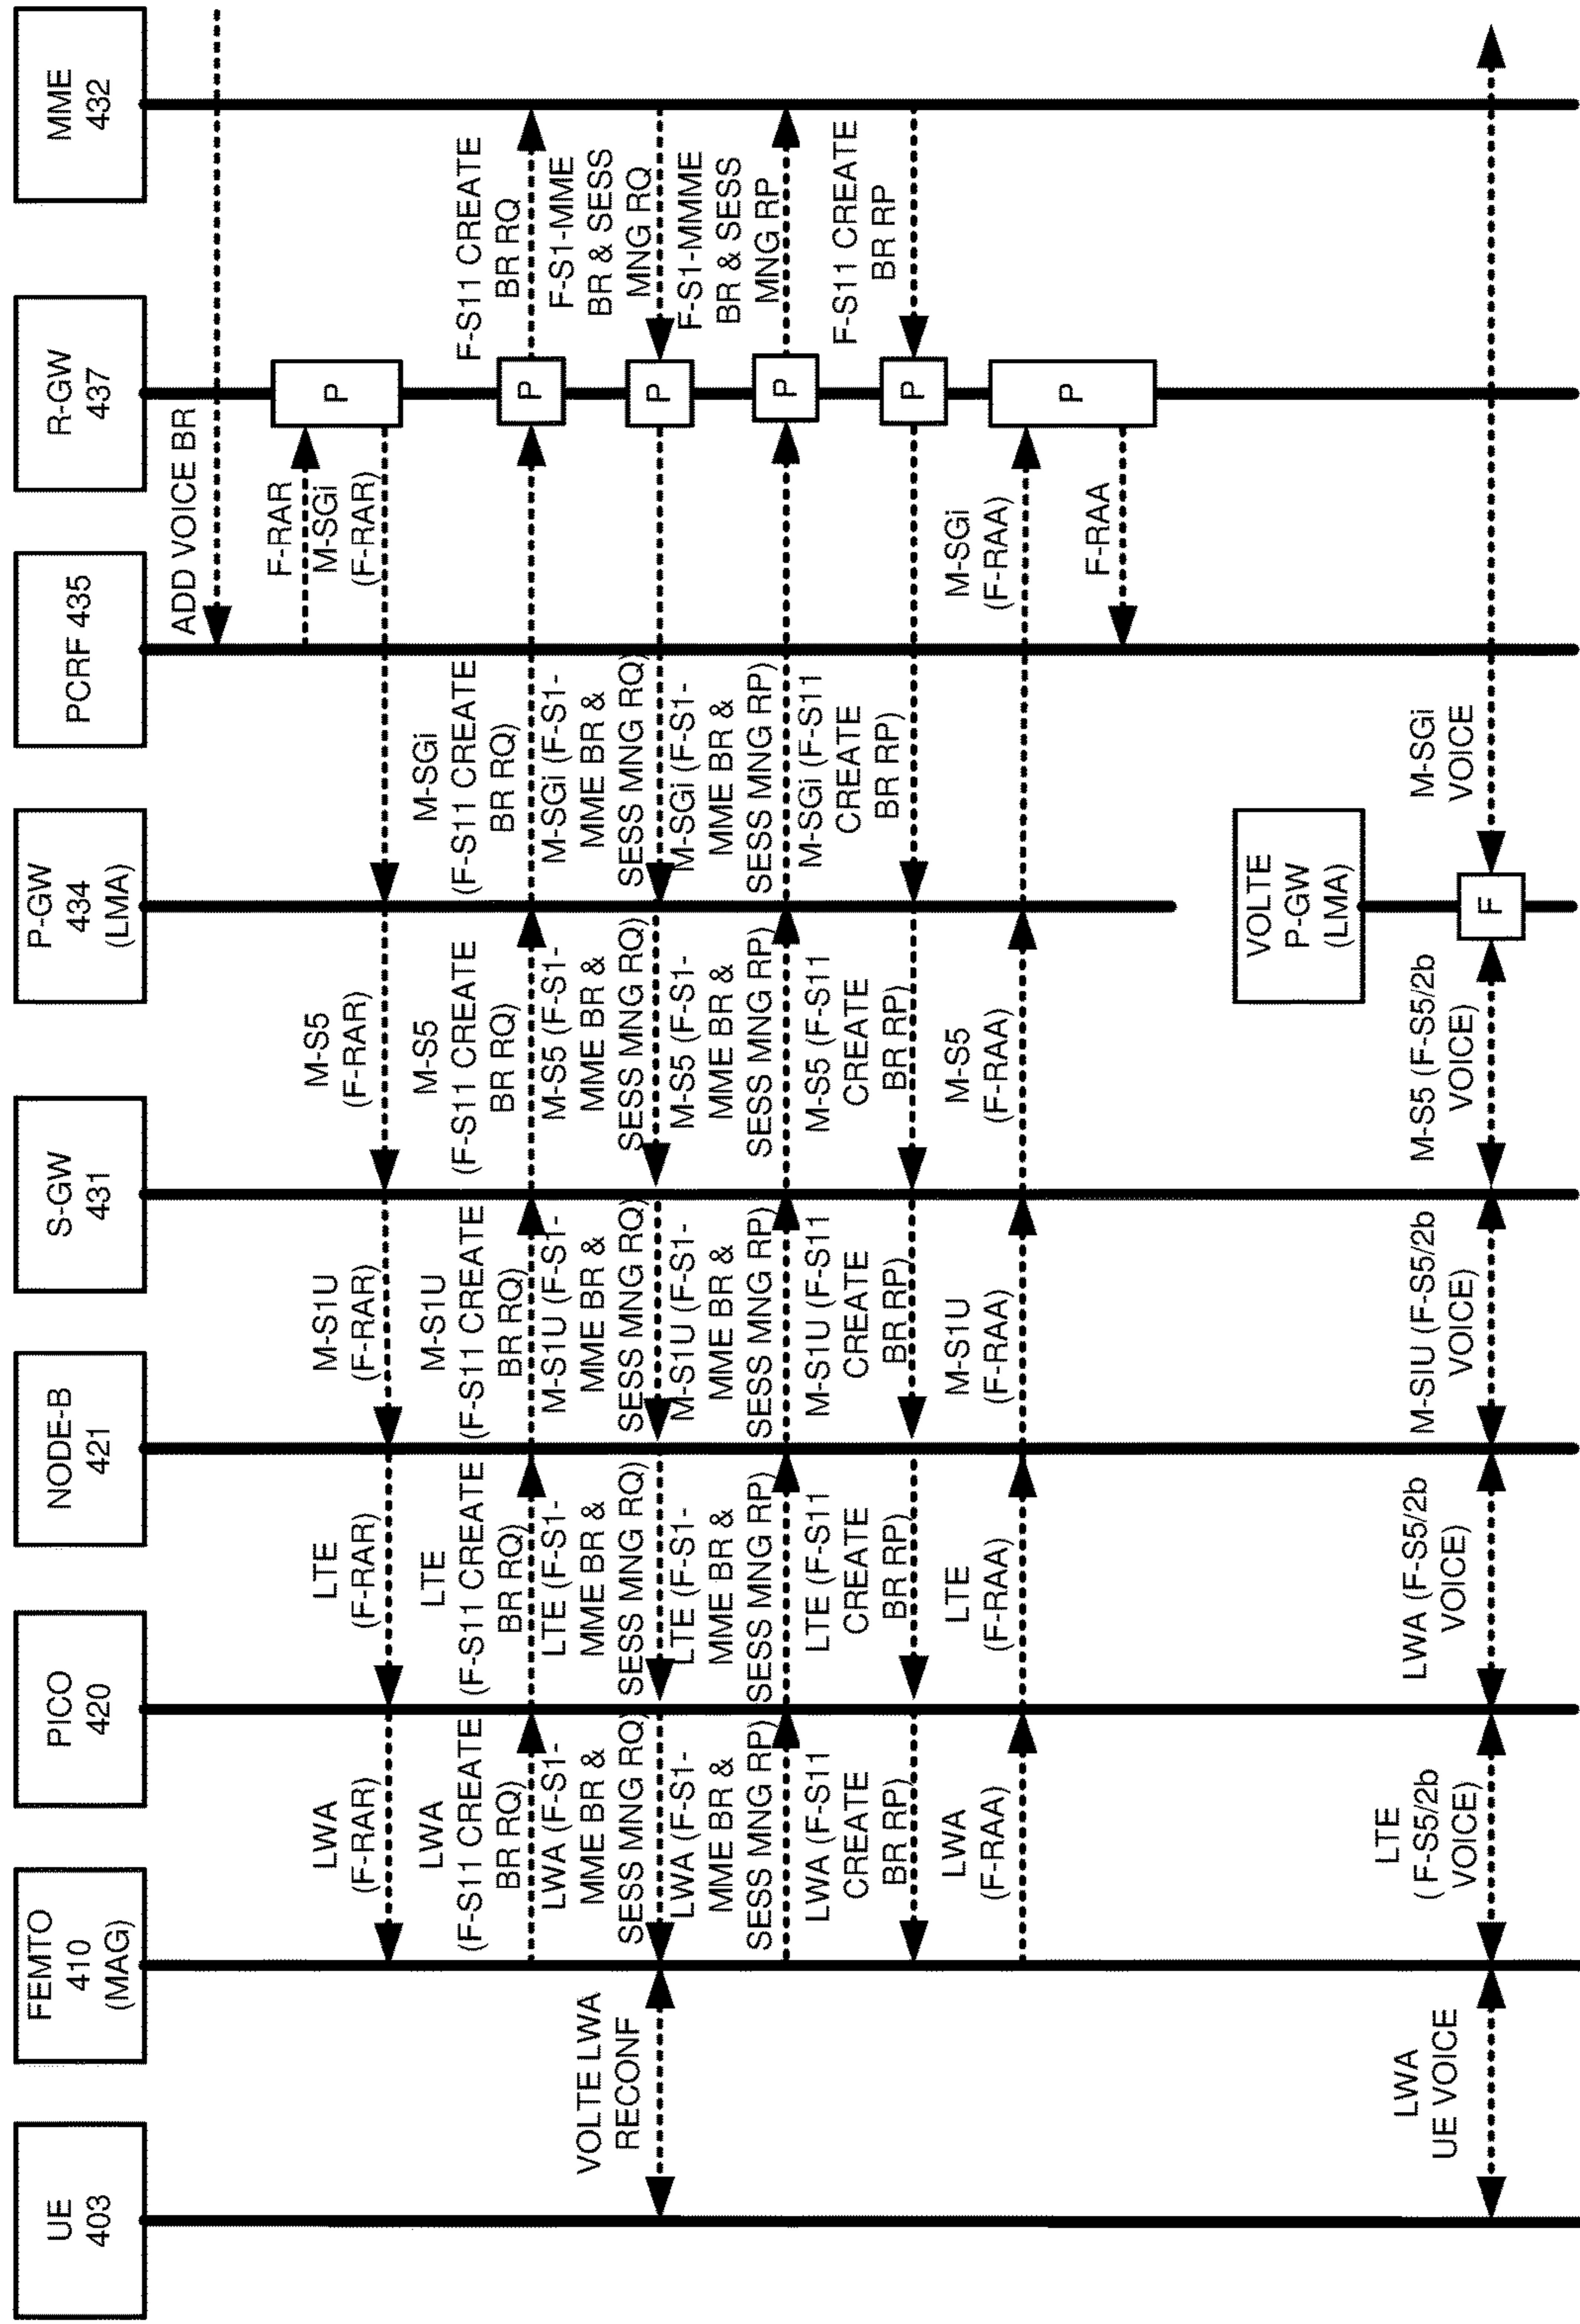 UE
403
FEMTO
410
(MAG)
PICO
420
NODE-B
421
S-GW
431
P-GW
434
(LMA)
PCRF 435
R-GW
437
MME
432
ADD VOICE BR
F-RAR
P
LWA
(F-RAR)
LTE
(F-RAR)
M-S1U
(F-RAR)
M-S5
(F-RAR)
M-SGi
(F-RAR)
LWA
(F-S11 CREATE
BR RQ)
LTE
(F-S11 CREATE
BR RQ)
M-S1U
(F-S11 CREATE
BR RQ)
M-S5
(F-S11 CREATE
BR RQ)
M-SGi
(F-S11 CREATE
BR RQ)
P
F-S11 CREATE
BR RQ
VOLTE LWA
RECONF
LWA (F-S1-
MME BR &
SESS MNG RQ)
LTE (F-S1-
MME BR &
SESS MNG RQ)
M-S1U (F-S1-
MME BR &
SESS MNG RQ)
M-S5 (F-S1-
MME BR &
SESS MNG RQ)
M-SGi (F-S1-
MME BR &
SESS MNG RQ)
P
F-S1-MME
BR & SESS
MNG RQ
LWA (F-S1-
MME BR &
SESS MNG RP)
LTE (F-S1-
MME BR &
SESS MNG RP)
M-S1U (F-S1-
MME BR &
SESS MNG RP)
M-S5 (F-S1-
MME BR &
SESS MNG RP)
M-SGi (F-S1-
MME BR &
SESS MNG RP)
P
F-S1-MMME
BR & SESS
MNG RP
LWA (F-S11
CREATE
BR RP)
LTE (F-S11
CREATE
BR RP)
M-S1U (F-S11
CREATE
BR RP)
M-S5 (F-S11
CREATE
BR RP)
M-SGi (F-S11
CREATE
BR RP)
P
F-S11 CREATE
BR RP
LWA
(F-RAA)
LTE
(F-RAA)
M-S1U
(F-RAA)
M-S5
(F-RAA)
M-SGi
(F-RAA)
P
F-RAA
VOLTE
P-GW
(LMA)
LWA
UE VOICE
LTE
( F-S5/2b
VOICE)
LWA (F-S5/2b
VOICE)
M-SIU (F-S5/2b
VOICE)
M-S5 (F-S5/2b
VOICE)
F
M-SGi
VOICE